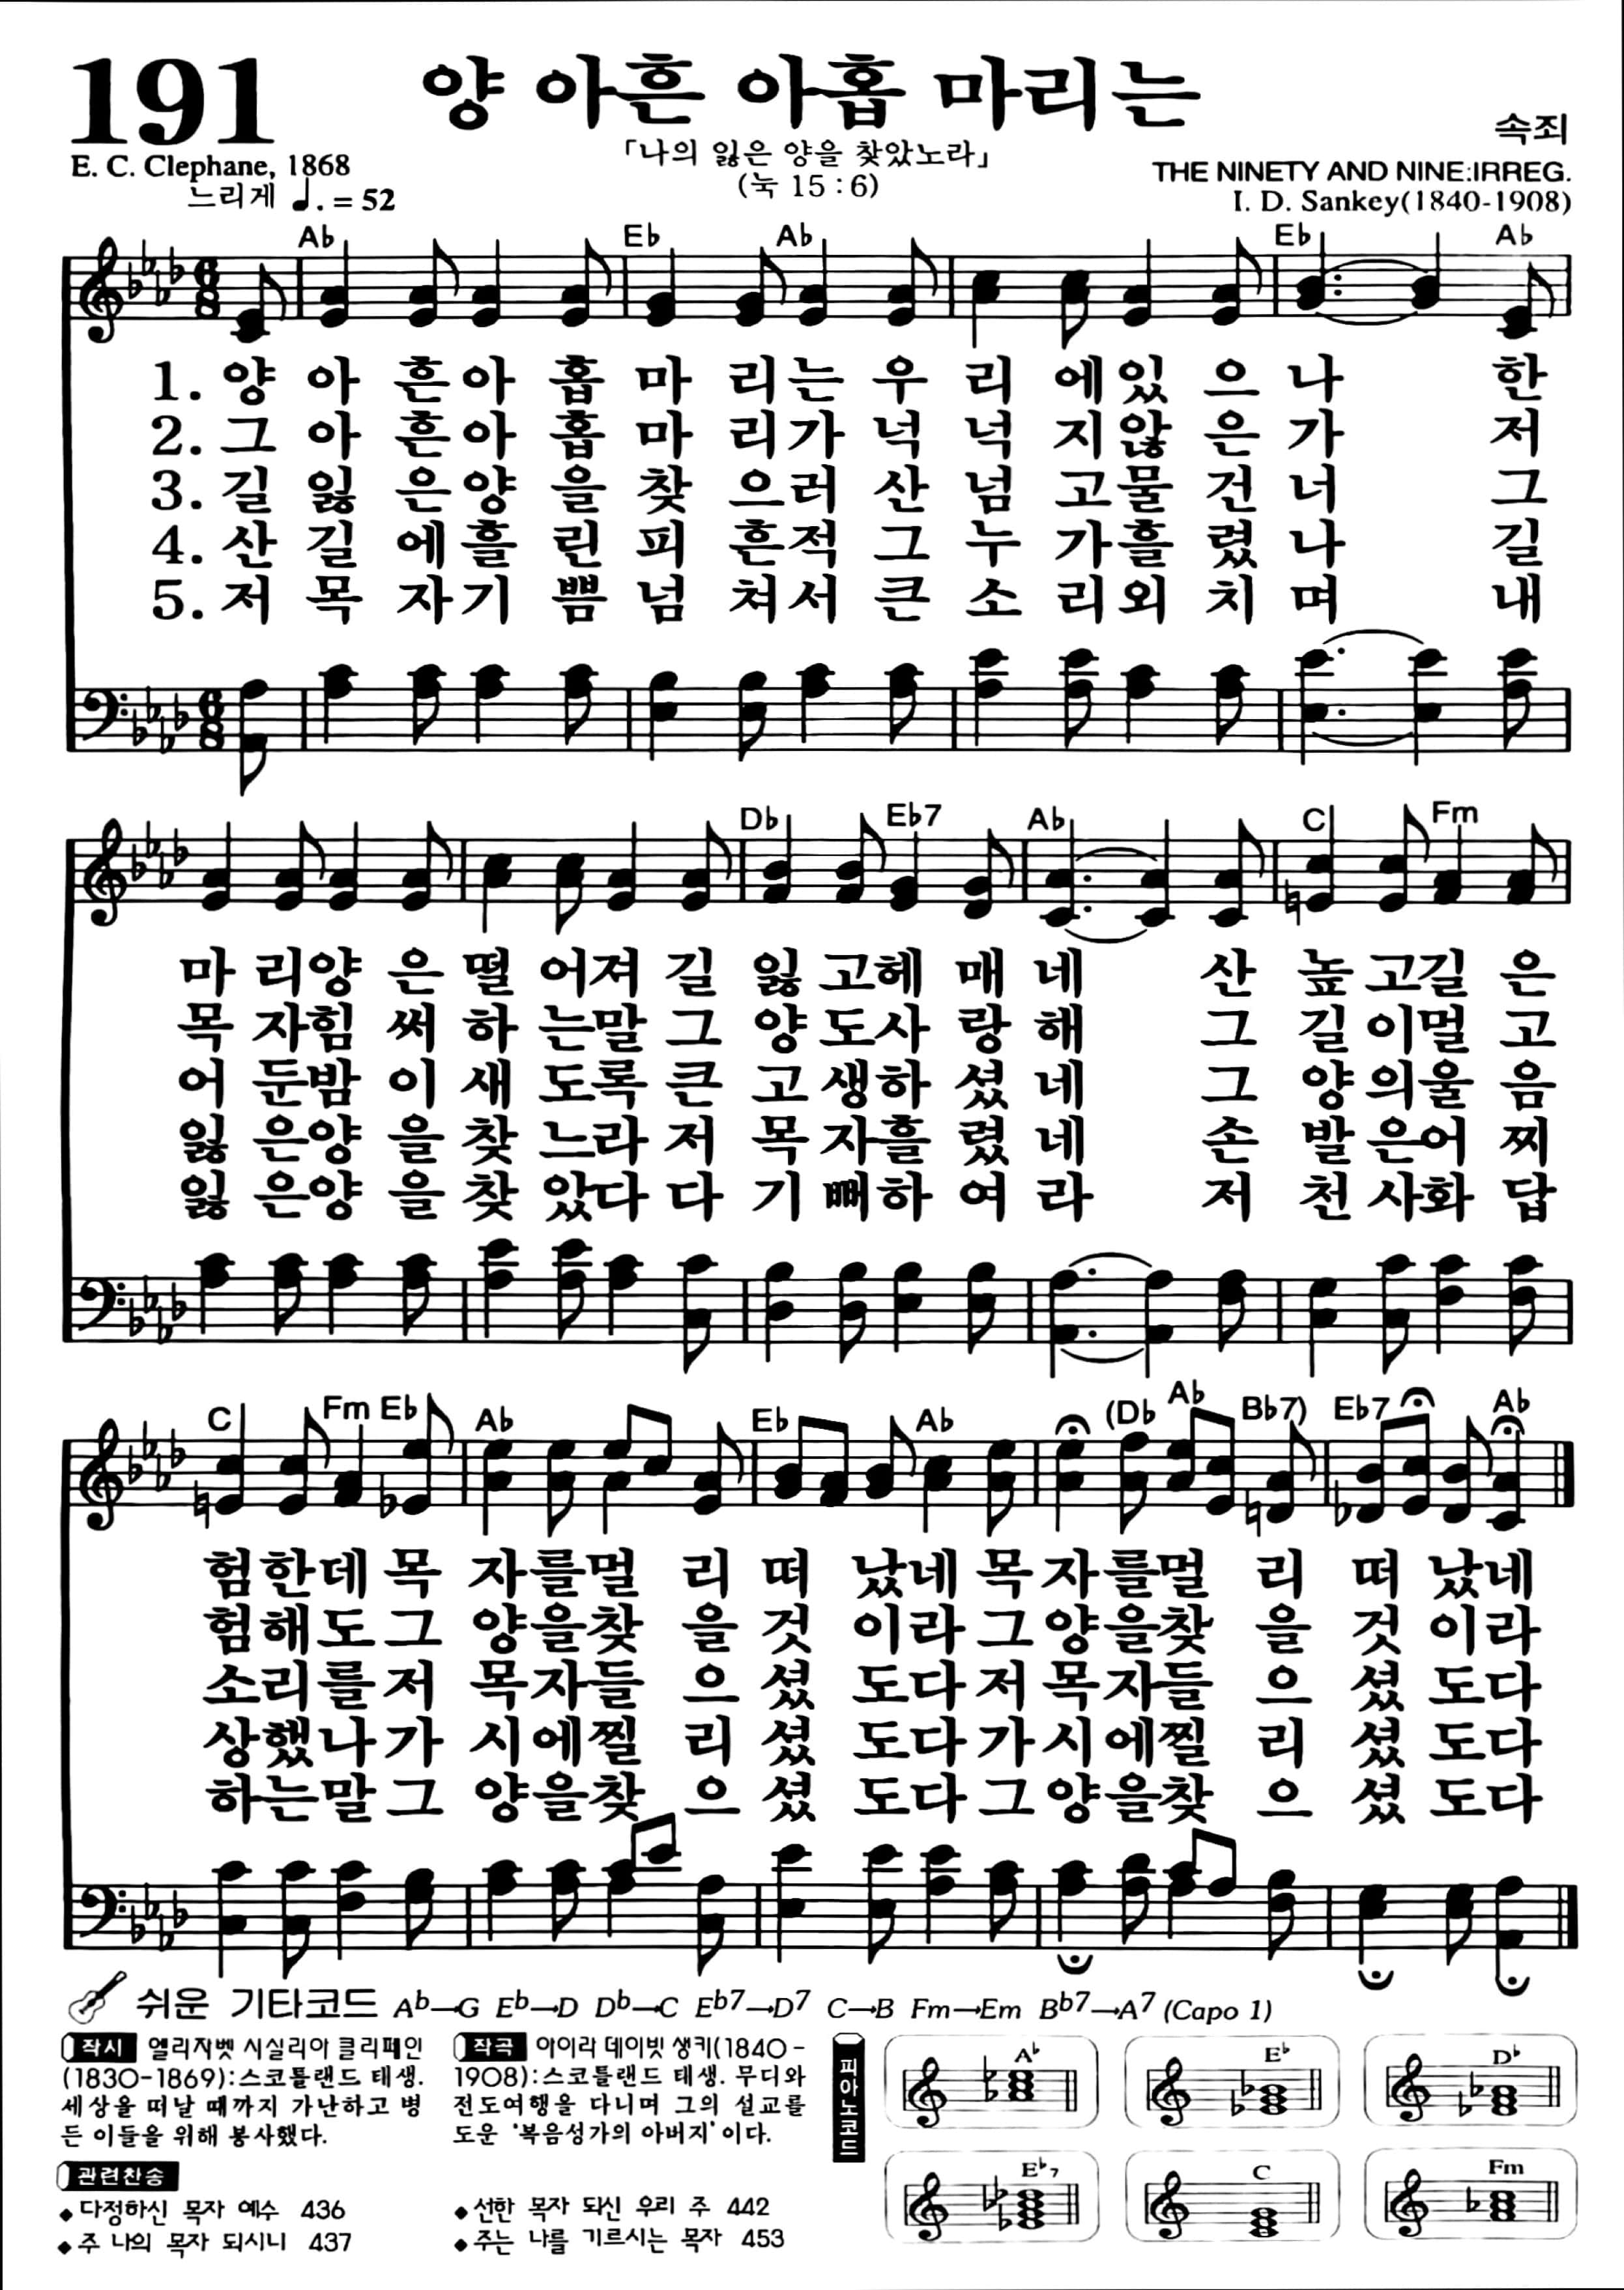 191
양 아흔 아홉 마리는
속죄
「나의 잃은 양을 찾았노라」
(눅 15 : 6)
E. C. Clephane, 1868
THE NINETY AND NINE:IRREG.
느리게 ♩. = 52
I. D. Sankey(1840-1908)
A♭ E♭ A♭ E♭ A♭
1. 양 아 흔아 홉 마 리는 우 리 에있 으 나 한
2. 그 아 흔아 홉 마 리가 넉 넉 지않 은 가 저
3. 길 잃 은양 을 찾 으러 산 넘 고물 건 너 그
4. 산 길 에흘 린 피 흔적 그 누 가흘 렸 나 길
5. 저 목 자기 쁨 넘 쳐서 큰 소 리외 치 며 내
D♭ E♭7 A♭ C Fm
마 리양 은 떨 어져 길 잃 고헤 매 네 산 높 고길 은
목 자힘 써 하 는말 그 양 도사 랑 해 그 길 이멀 고
어 둔밤 이 새 도록 큰 고 생하 셨 네 그 양 의울 음
잃 은양 을 찾 느라 저 목 자흘 렸 네 손 발 은어 찌
잃 은양 을 찾 았다 다 기 뻐하 여 라 저 천 사화 답
C Fm E♭ A♭ E♭ A♭ (D♭ A♭ B♭7) E♭7 A♭
험한데 목 자를멀 리 떠 났네 목 자를멀 리 떠 났네
험해도 그 양을찾 을 것 이라 그 양을찾 을 것 이라
소리를 저 목자들 으 셨 도다 저 목자들 으 셨 도다
상했나 가 시에찔 리 셨 도다 가 시에찔 리 셨 도다
하는말 그 양을찾 으 셨 도다 그 양을찾 으 셨 도다
쉬운 기타코드 A♭→G E♭→D D♭→C E♭7→D7 C→B Fm→Em B♭7→A7 (Capo 1)
작시 엘리자벳 시실리아 클리페인
(1830-1869):스코틀랜드 태생.
세상을 떠날 때까지 가난하고 병
든 이들을 위해 봉사했다.
작곡 아이라 데이빗 생키(1840-
1908):스코틀랜드 태생. 무디와
전도여행을 다니며 그의 설교를
도운 '복음성가의 아버지'이다.
피아노코드
A♭ E♭ D♭
E♭7 C Fm
관련찬송
◆다정하신 목자 예수 436
◆주 나의 목자 되시니 437
◆선한 목자 되신 우리 주 442
◆주는 나를 기르시는 목자 453